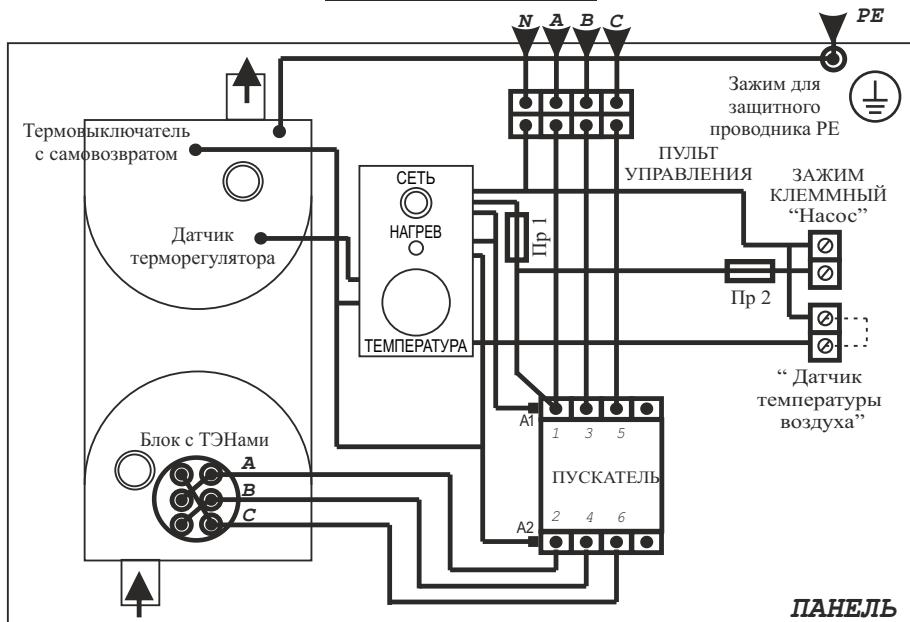 N A B C
PE
Зажим для
защитного
проводника РЕ
Термовыключатель
с самовозвратом
ПУЛЬТ
УПРАВЛЕНИЯ
ЗАЖИМ
КЛЕММНЫЙ
“Насос”
СЕТЬ
НАГРЕВ
ТЕМПЕРАТУРА
Датчик
терморегулятора
Пр 1
Пр 2
“ Датчик
температуры
воздуха”
A1
1 3 5
ПУСКАТЕЛЬ
A2
2 4 6
Блок с ТЭНами
A
B
C
ПАНЕЛЬ